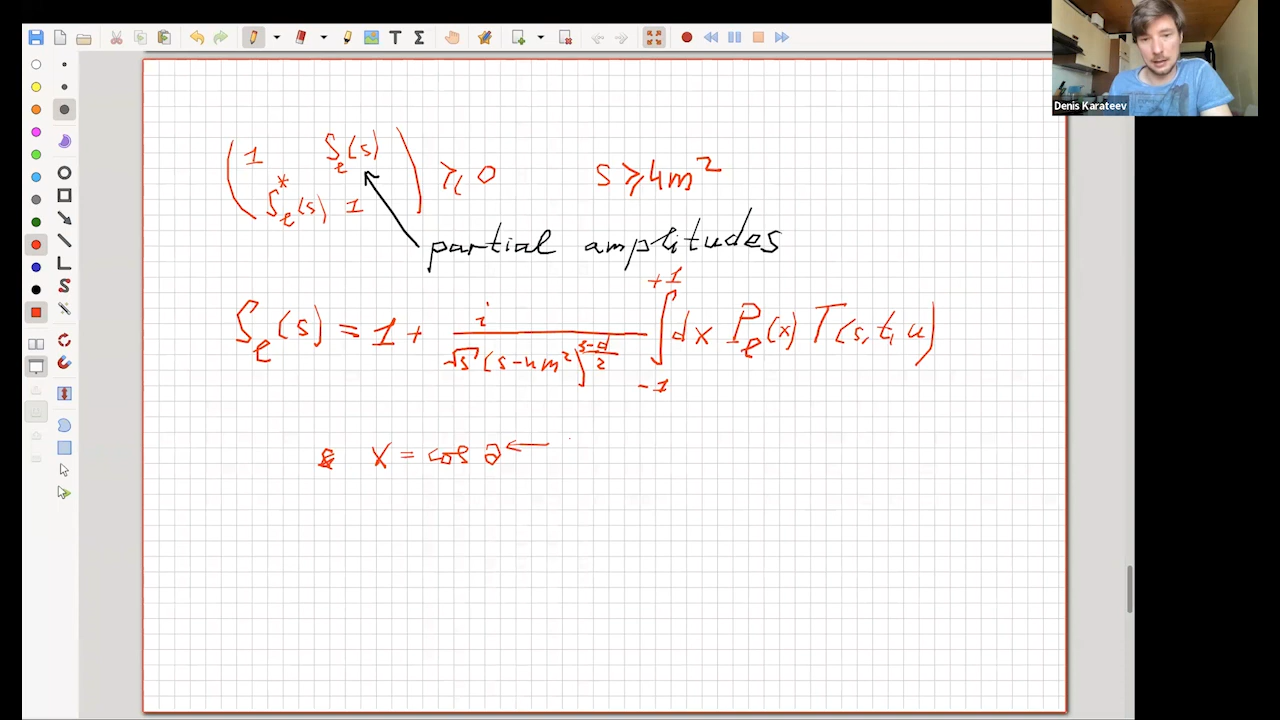 Denis Karateev
( 1 S_ℓ(s)
S*_ℓ(s) 1 ) ⩾ 0 s ⩾ 4m²
partial amplitudes
S_ℓ(s) = 1 + i / (√s (s-4m²)^{(s-d)/2}) ∫_{-1}^{+1} dx P_ℓ(x) T(s,t,u)
x = cos θ ←